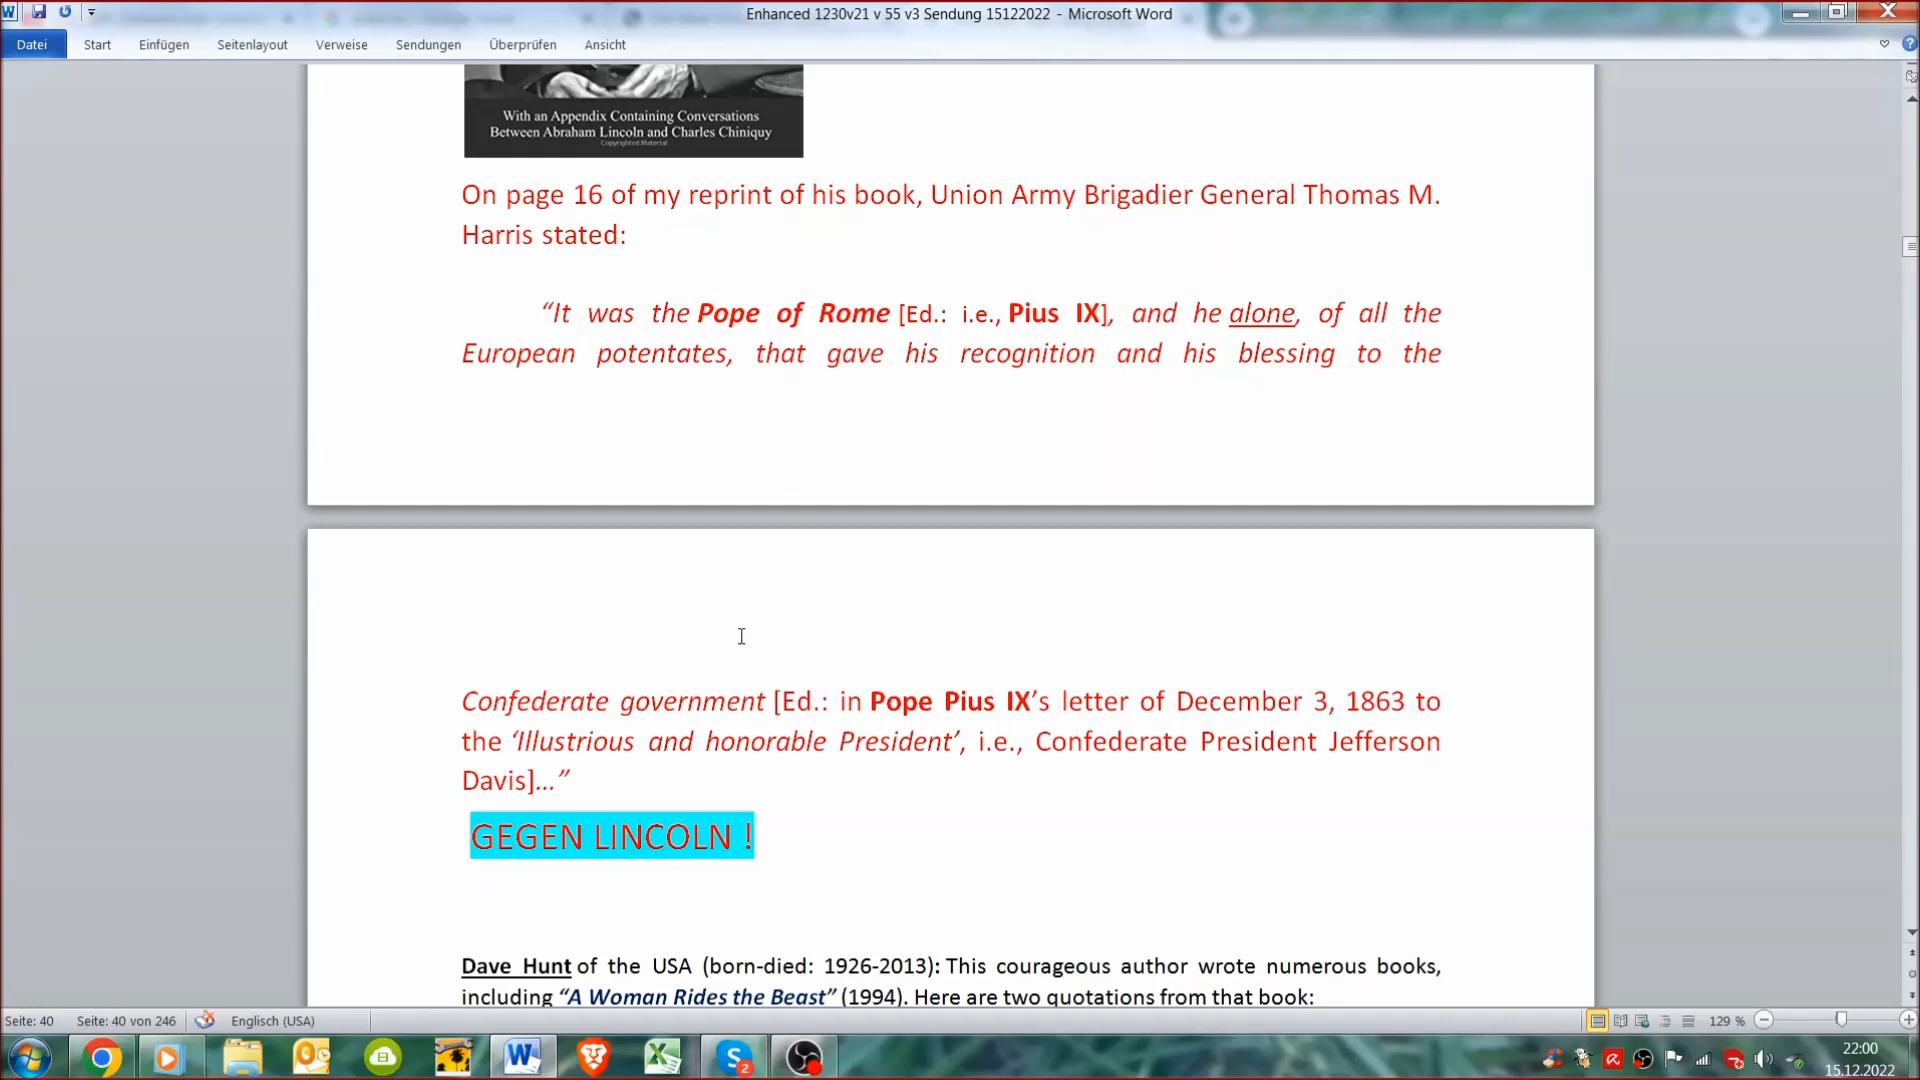 Enhanced 1230v21 v 55 v3 Sendung 15122022 - Microsoft Word
Datei Start Einfügen Seitenlayout Verweise Sendungen Überprüfen Ansicht
With an Appendix Containing Conversations
Between Abraham Lincoln and Charles Chiniquy
Copyrighted Material
On page 16 of my reprint of his book, Union Army Brigadier General Thomas M.
Harris stated:
“It was the Pope of Rome [Ed.: i.e., Pius IX], and he alone, of all the
European potentates, that gave his recognition and his blessing to the
Confederate government [Ed.: in Pope Pius IX’s letter of December 3, 1863 to
the ‘Illustrious and honorable President’, i.e., Confederate President Jefferson
Davis]…”
GEGEN LINCOLN !
Dave Hunt of the USA (born-died: 1926-2013): This courageous author wrote numerous books,
including “A Woman Rides the Beast” (1994). Here are two quotations from that book:
Seite: 40 Seite: 40 von 246 Englisch (USA) 129 %
2
22:00
15.12.2022